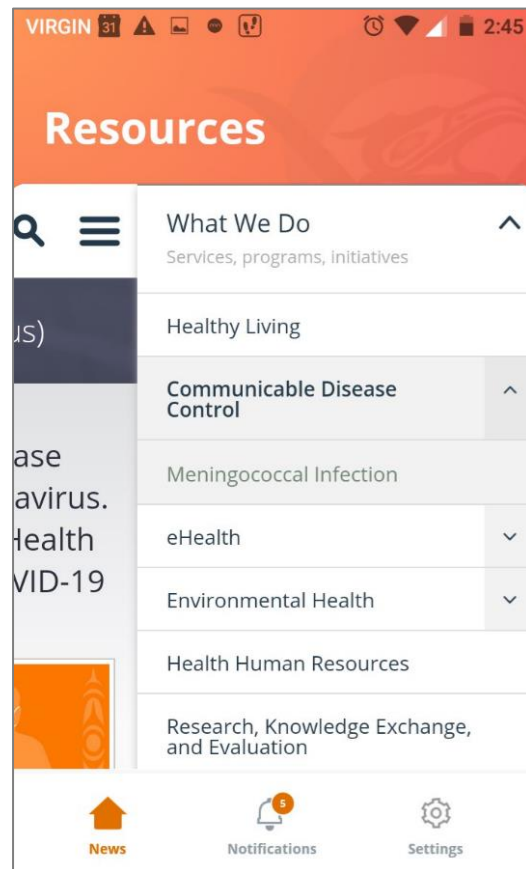 VIRGIN 31 2:45
Resources
What We Do
Services, programs, initiatives
us)
Healthy Living
Communicable Disease
Control
ase
Meningococcal Infection
avirus.
Health
eHealth
VID-19
Environmental Health
Health Human Resources
Research, Knowledge Exchange,
and Evaluation
5
News Notifications Settings